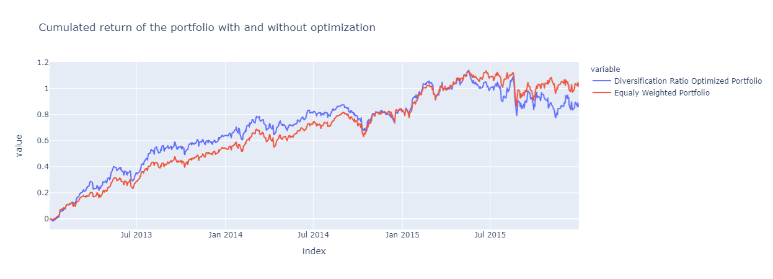 Cumulated return of the portfolio with and without optimization
1.2
1
0.8
0.6
0.4
0.2
0
value
Jul 2013
Jan 2014
Jul 2014
Jan 2015
Jul 2015
index
variable
Diversification Ratio Optimized Portfolio
Equaly Weighted Portfolio